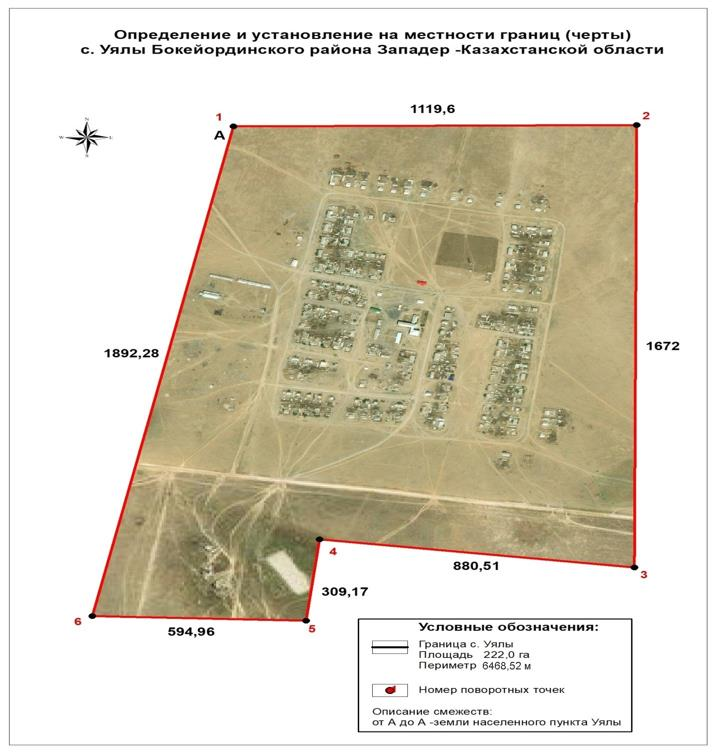 Определение и установление на местности границ (черты)
с. Уялы Бокейординского района Западер -Казахстанской области
N
W
E
S
1
А
1119,6
2
1892,28
1672
4
880,51
3
309,17
6
594,96
5
Условные обозначения:
Граница с. Уялы
Площадь 222,0 га
Периметр 6468,52 м
Номер поворотных точек
Описание смежеств:
от А до А -земли населенного пункта Уялы